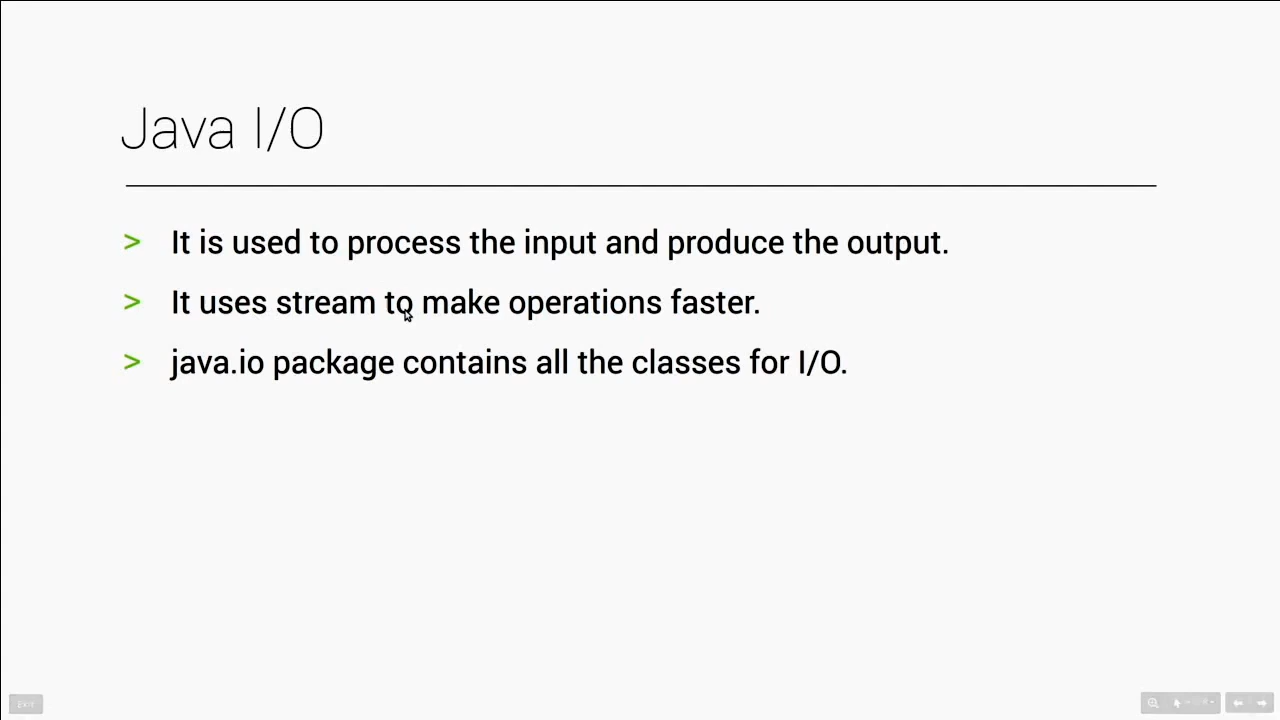 Java I/O
> It is used to process the input and produce the output.
> It uses stream to make operations faster.
> java.io package contains all the classes for I/O.
Exit